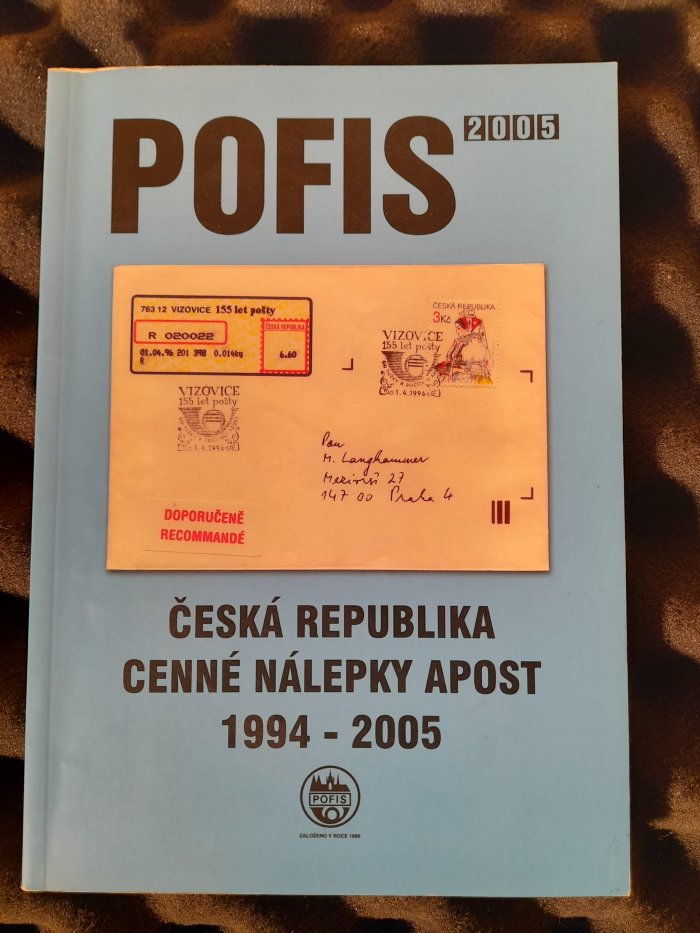 POFIS 2005
763 12 VIZOVICE 155 let pošty
R 020022
ČESKÁ REPUBLIKA
01.04.96 201 398 0.014kg
6.60
R
ČESKÁ REPUBLIKA
3Kč
VIZOVICE
155 let pošty
1.4.1996
VIZOVICE
155 let pošty
1.4.1996
Pan
M. Langhammer
Mezivrší 27
147 00 Praha 4
DOPORUČENĚ
RECOMMANDÉ
ČESKÁ REPUBLIKA
CENNÉ NÁLEPKY APOST
1994 - 2005
POFIS
ZALOŽENO V ROCE 1990